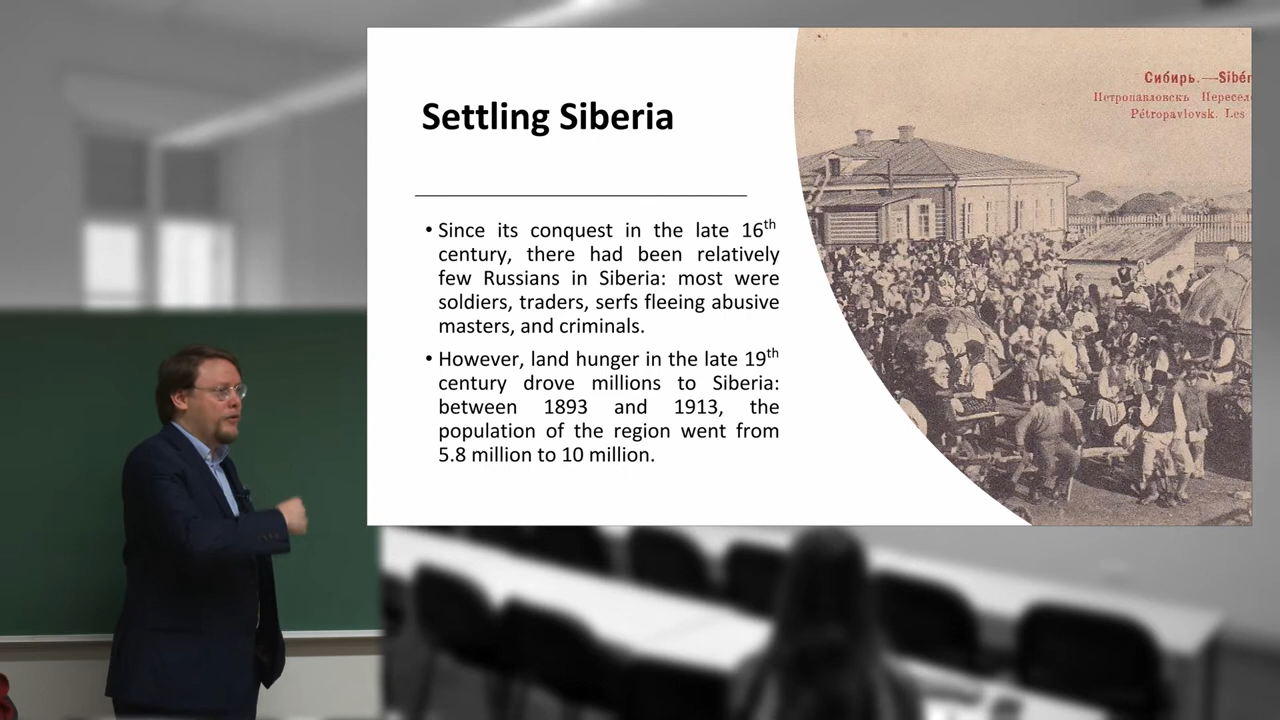 Settling Siberia
• Since its conquest in the late 16th
century, there had been relatively
few Russians in Siberia: most were
soldiers, traders, serfs fleeing abusive
masters, and criminals.
• However, land hunger in the late 19th
century drove millions to Siberia:
between 1893 and 1913, the
population of the region went from
5.8 million to 10 million.
Сибирь.—Sibér
Петропавловскъ Пересел
Pétropavlovsk. Les